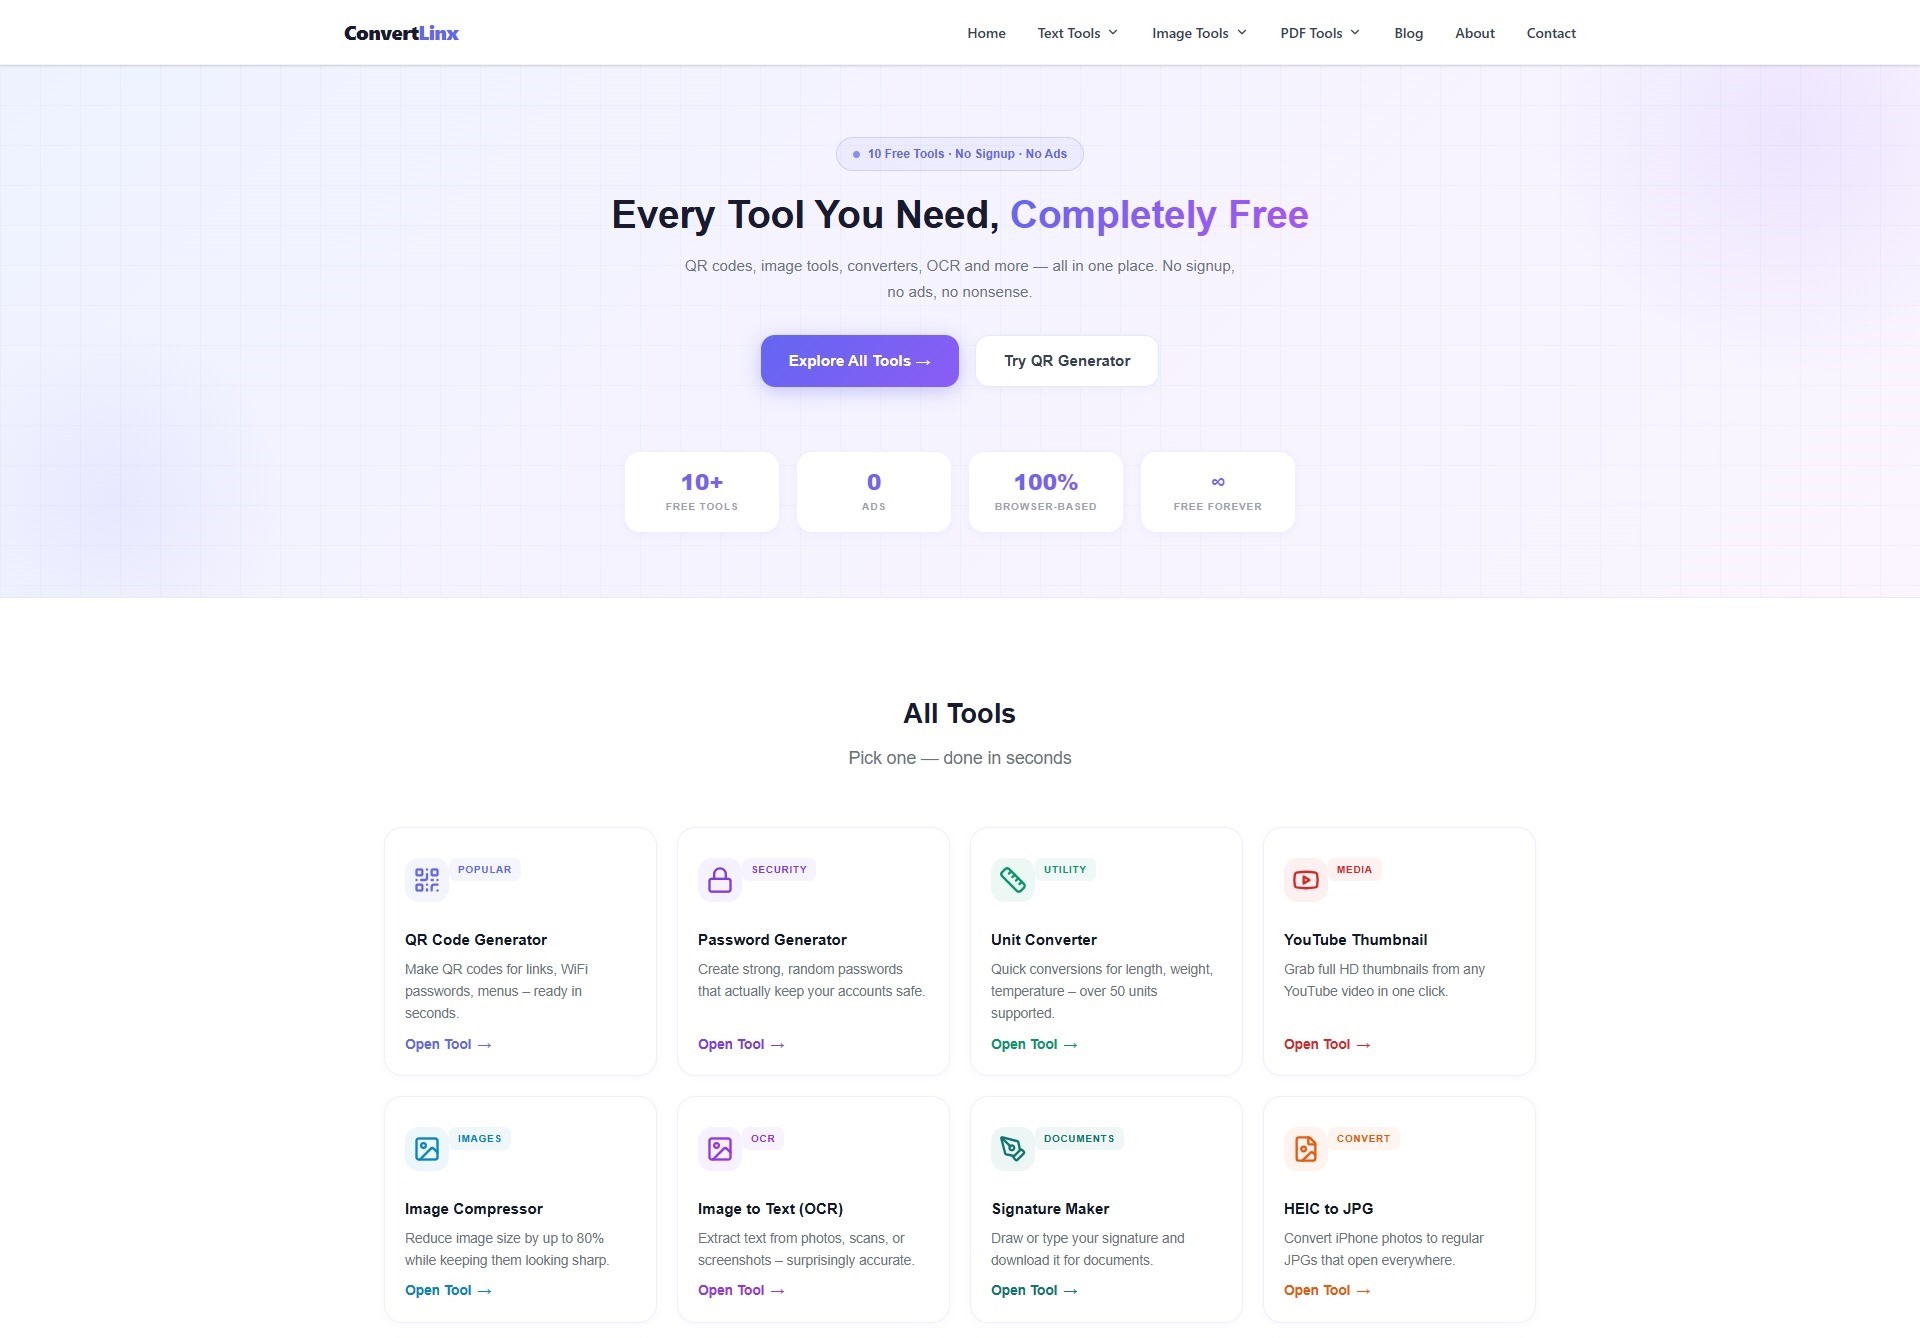 ConvertLinx
Home
Text Tools
Image Tools
PDF Tools
Blog
About
Contact
10 Free Tools · No Signup · No Ads
Every Tool You Need, Completely Free
QR codes, image tools, converters, OCR and more — all in one place. No signup,
no ads, no nonsense.
Explore All Tools →
Try QR Generator
10+
FREE TOOLS
0
ADS
100%
BROWSER-BASED
∞
FREE FOREVER
All Tools
Pick one — done in seconds
POPULAR
QR Code Generator
Make QR codes for links, WiFi
passwords, menus – ready in
seconds.
Open Tool →
SECURITY
Password Generator
Create strong, random passwords
that actually keep your accounts safe.
Open Tool →
UTILITY
Unit Converter
Quick conversions for length, weight,
temperature – over 50 units
supported.
Open Tool →
MEDIA
YouTube Thumbnail
Grab full HD thumbnails from any
YouTube video in one click.
Open Tool →
IMAGES
Image Compressor
Reduce image size by up to 80%
while keeping them looking sharp.
Open Tool →
OCR
Image to Text (OCR)
Extract text from photos, scans, or
screenshots – surprisingly accurate.
Open Tool →
DOCUMENTS
Signature Maker
Draw or type your signature and
download it for documents.
Open Tool →
CONVERT
HEIC to JPG
Convert iPhone photos to regular
JPGs that open everywhere.
Open Tool →